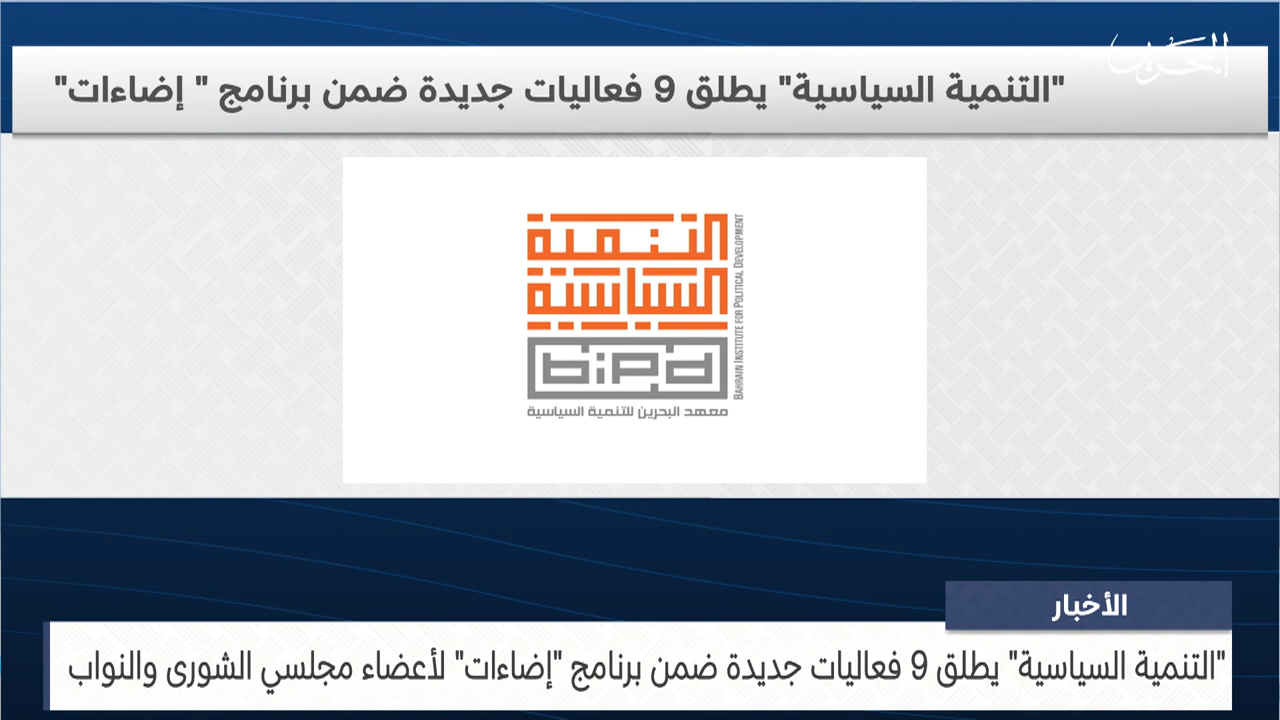 البحرين
"التنمية السياسية" يطلق 9 فعاليات جديدة ضمن برنامج " إضاءات"
التنمية
السياسية
BAHRAIN INSTITUTE FOR POLITICAL DEVELOPMENT
bipd
معهد البحرين للتنمية السياسية
الأخبار
"التنمية السياسية" يطلق 9 فعاليات جديدة ضمن برنامج "إضاءات" لأعضاء مجلسي الشورى والنواب